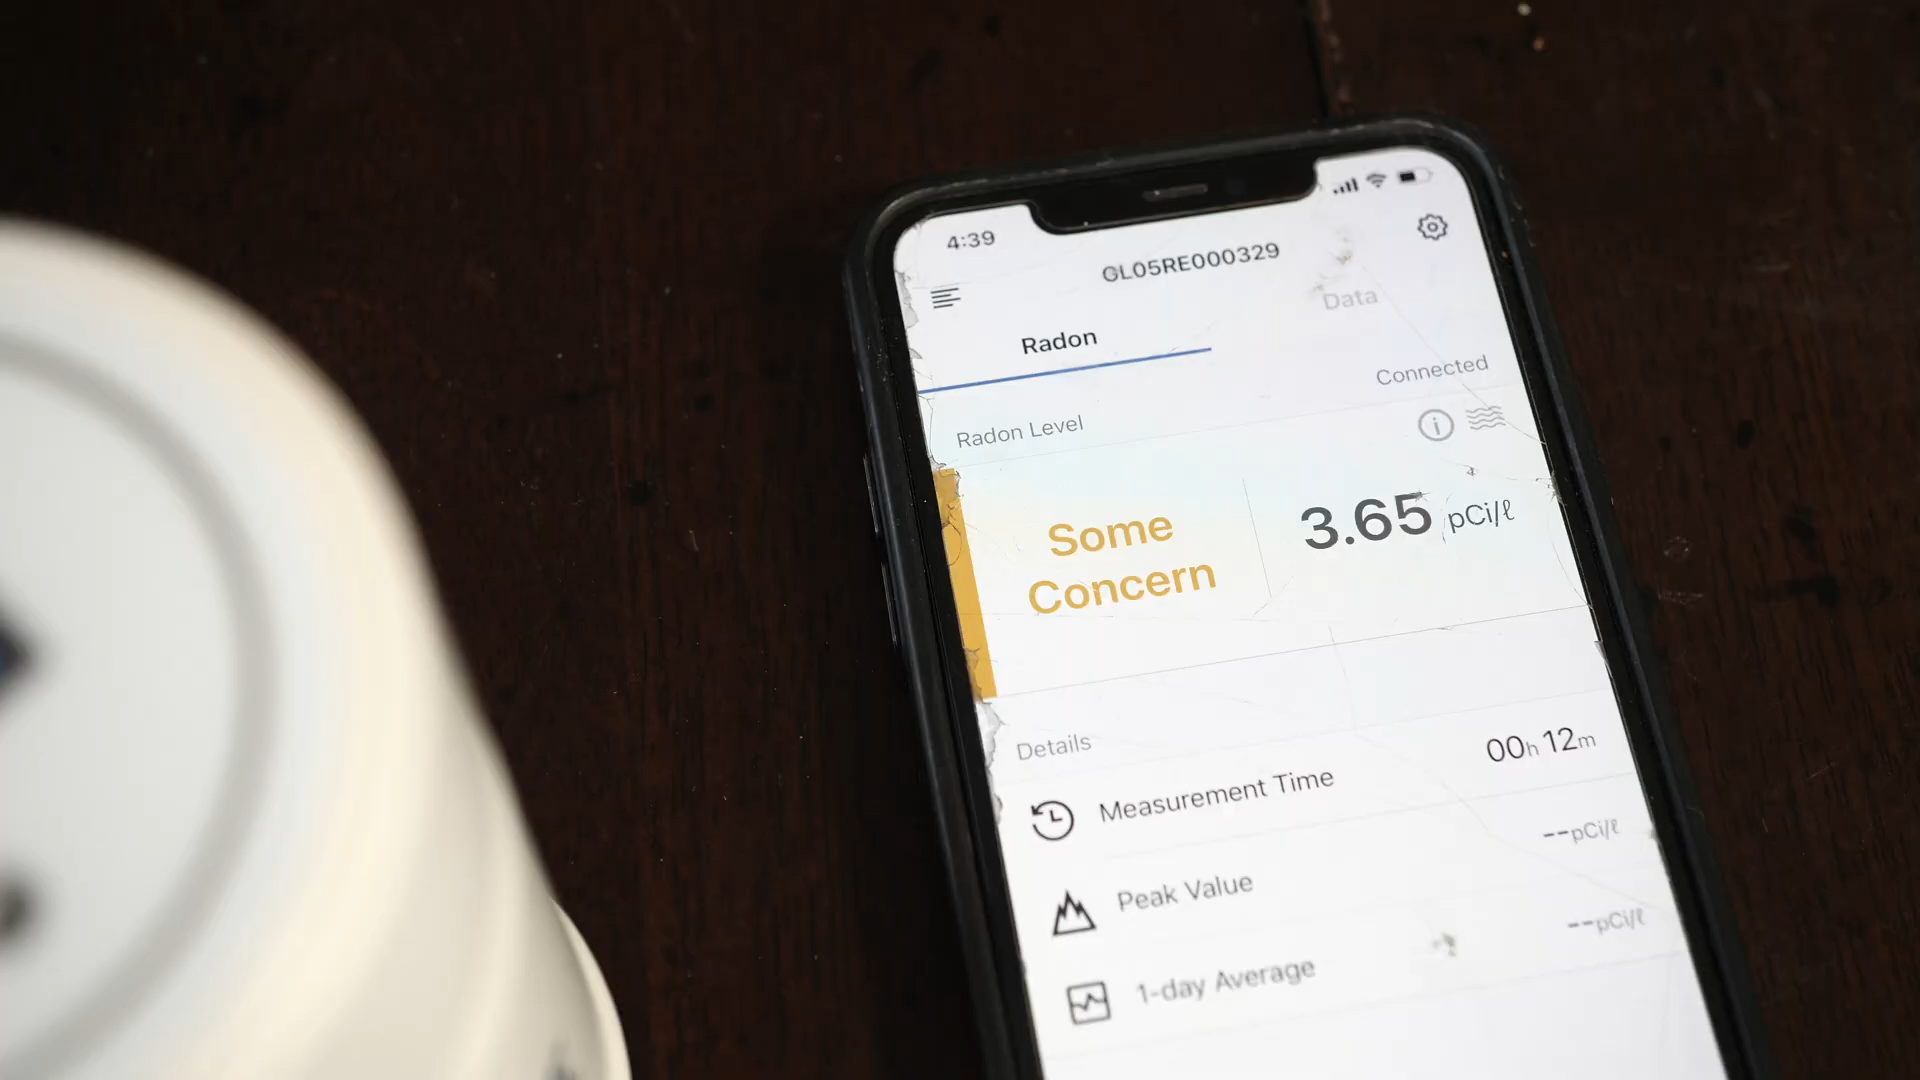 4:39
GL05RE000329
Radon
Data
Connected
Radon Level
Some
Concern
3.65 pCi/ℓ
Details
Measurement Time
00h 12m
Peak Value
--pCi/ℓ
1-day Average
--pCi/ℓ